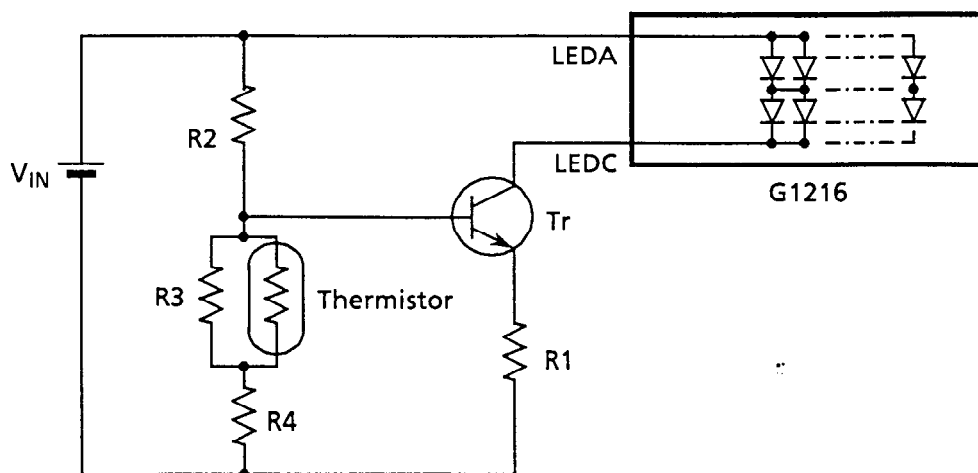 LEDA
R2
LEDC
V_IN
G1216
Tr
R3
Thermistor
R1
R4